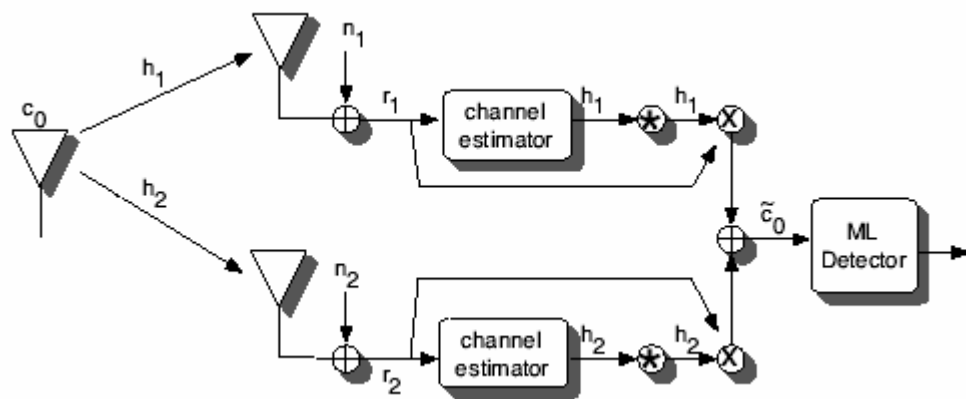 n₁
h₁
c₀
r₁
channel
estimator
h₁
*
h₁
X
h₂
c̃₀
ML
Detector
n₂
r₂
channel
estimator
h₂
*
h₂
X